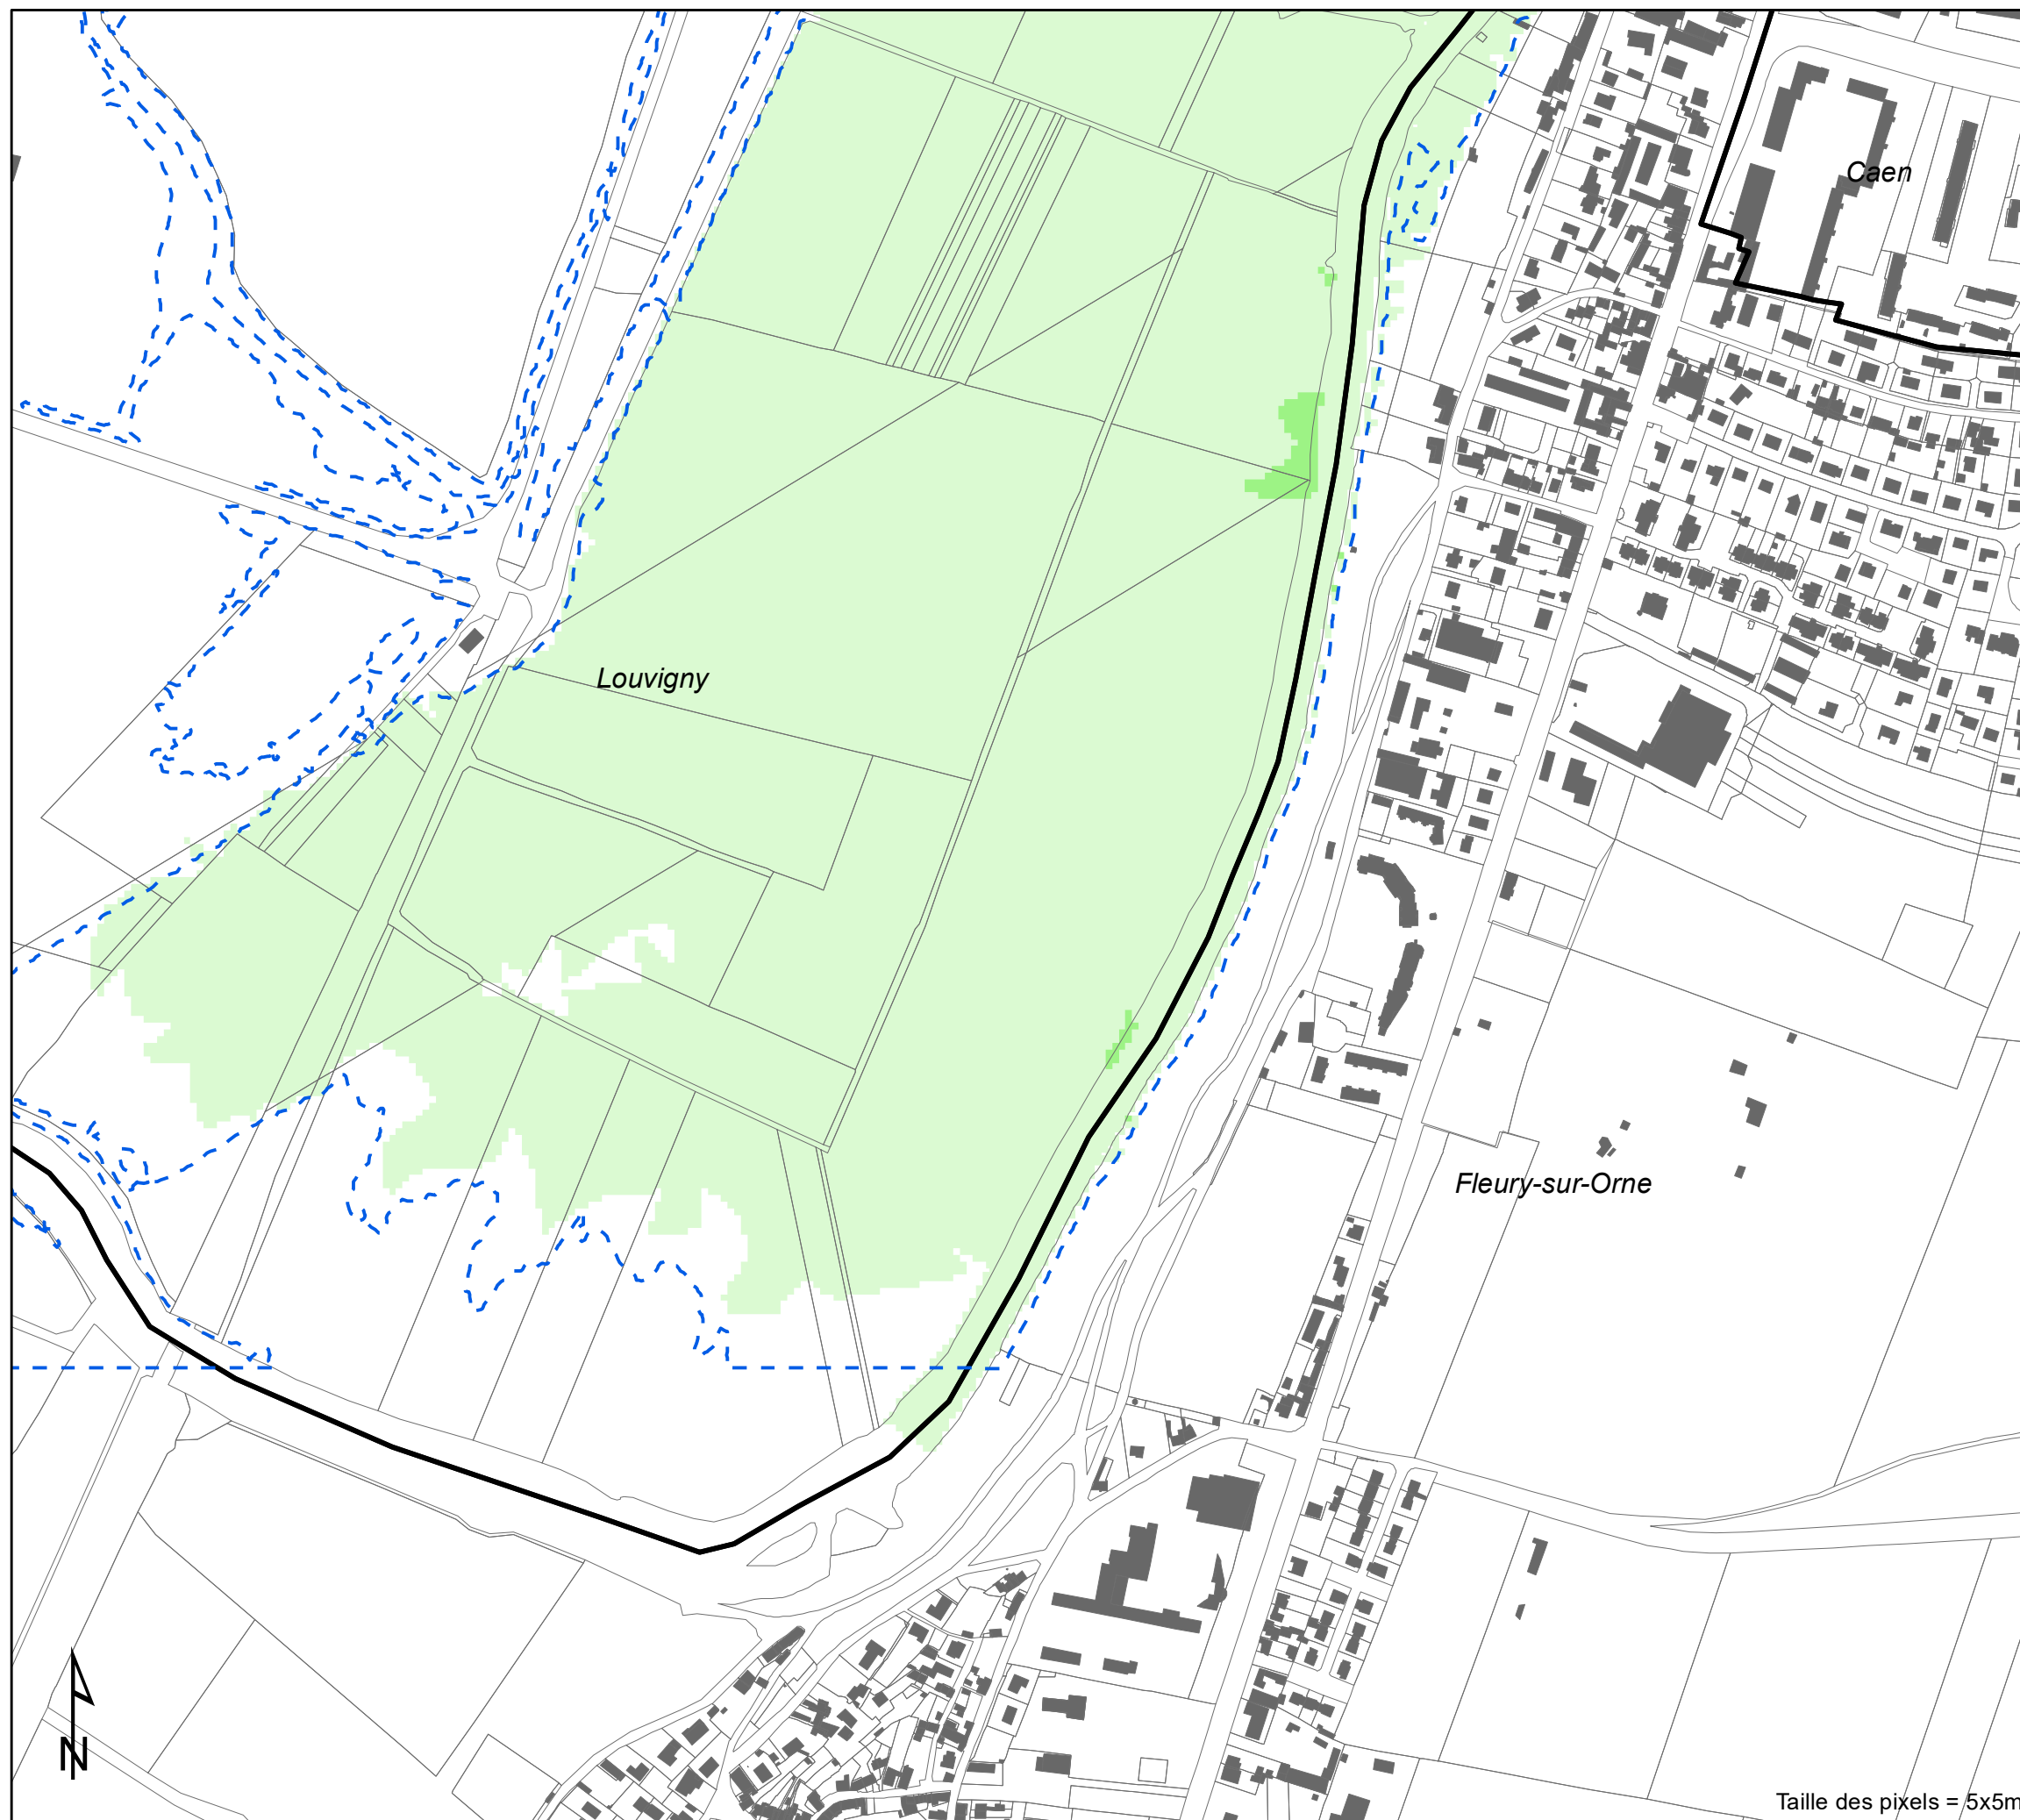 Caen
Louvigny
Fleury-sur-Orne
N
Taille des pixels = 5x5m